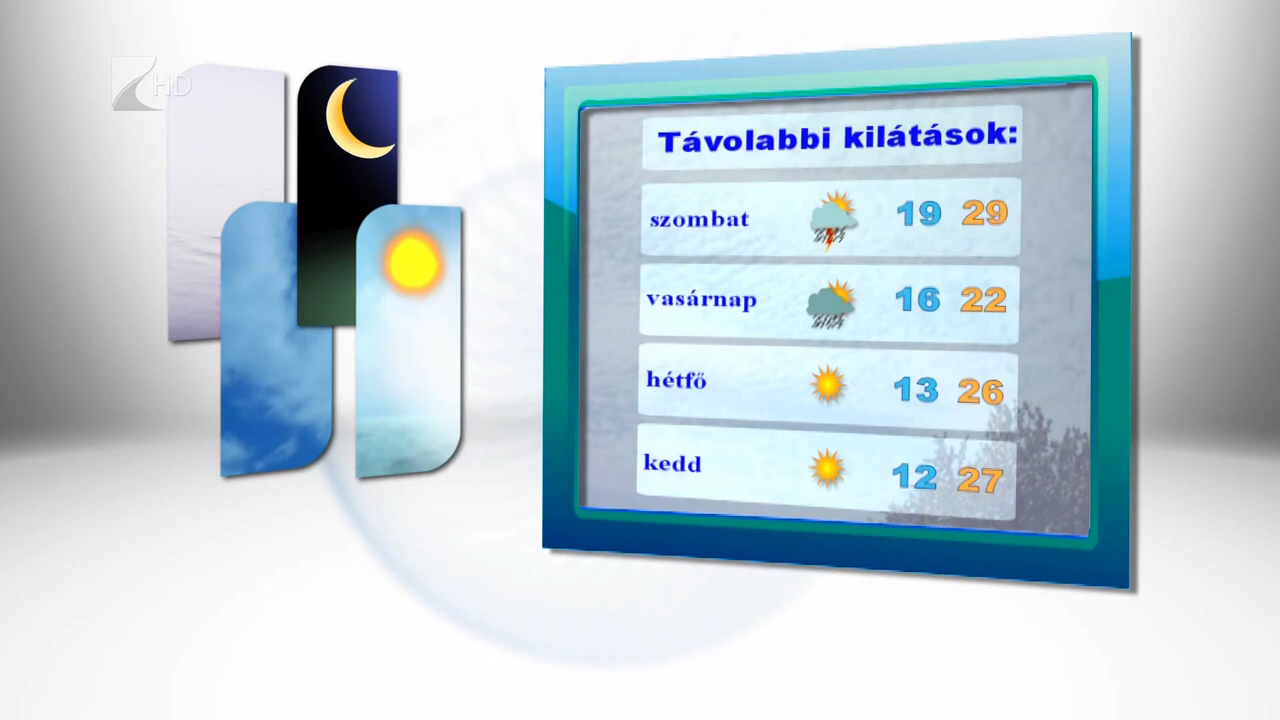 HD
Távolabbi kilátások:
szombat 19 29
vasárnap 16 22
hétfő 13 26
kedd 12 27